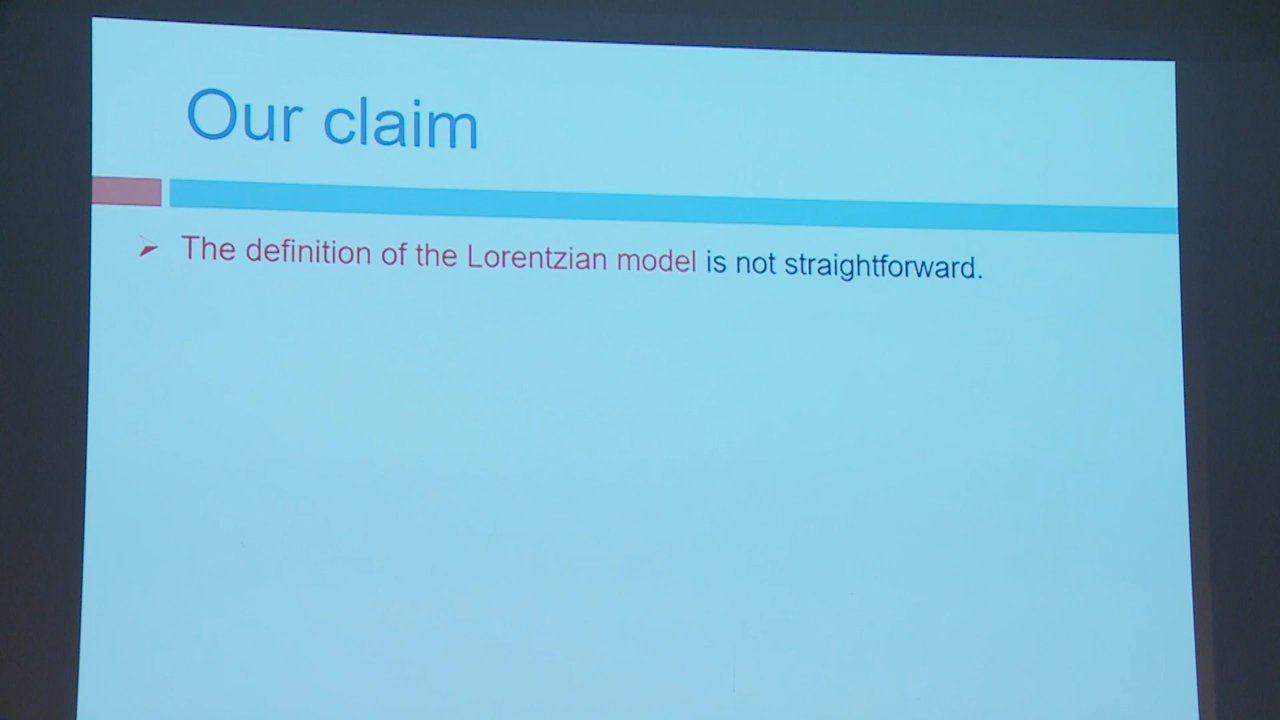 Our claim
The definition of the Lorentzian model is not straightforward.